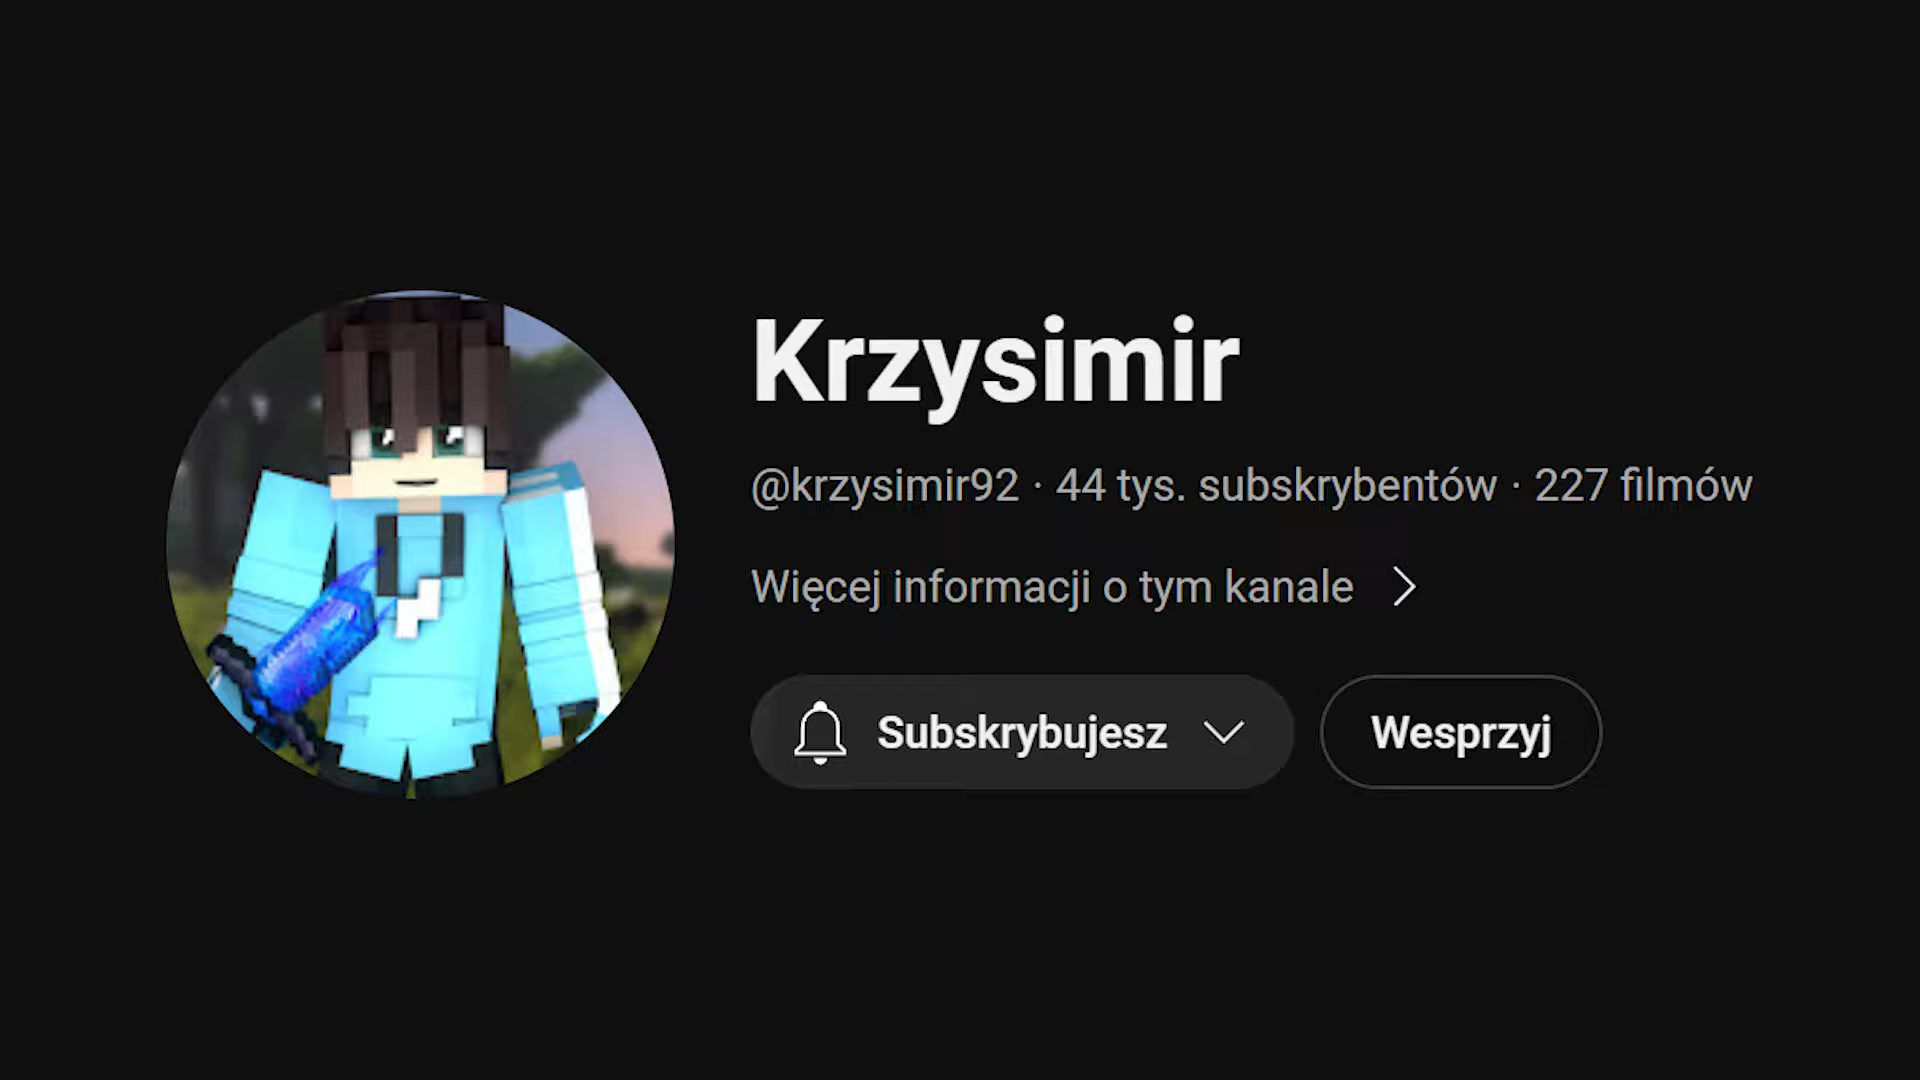 Krzysimir
@krzysimir92 · 44 tys. subskrybentów · 227 filmów
Więcej informacji o tym kanale
Subskrybujesz
Wesprzyj